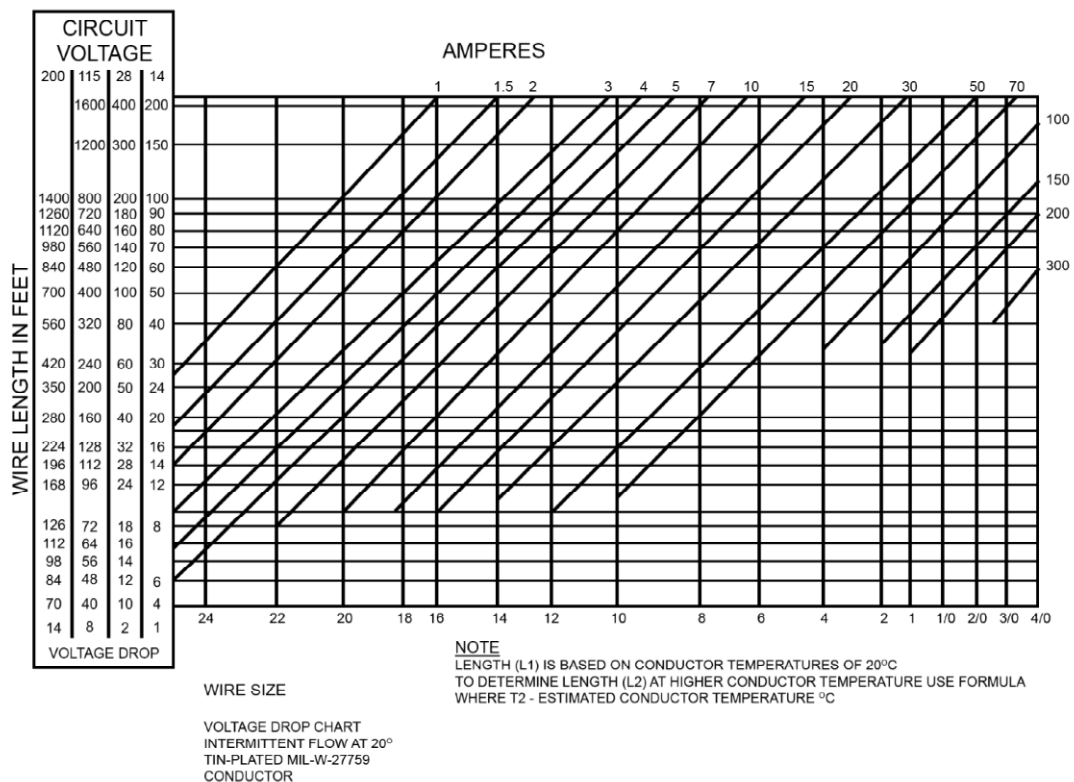 CIRCUIT
VOLTAGE
AMPERES
200 115 28 14
1 1.5 2 3 4 5 7 10 15 20 30 50 70
1600 400 200
100
1200 300 150
150
1400 800 200 100
1260 720 180 90
200
1120 640 160 80
980 560 140 70
840 480 120 60
300
700 400 100 50
560 320 80 40
420 240 60 30
350 200 50 24
280 160 40 20
224 128 32 16
196 112 28 14
168 96 24 12
126 72 18 8
112 64 16
98 56 14
84 48 12 6
70 40 10 4
14 8 2 1
WIRE LENGTH IN FEET
24 22 20 18 16 14 12 10 8 6 4 2 1 1/0 2/0 3/0 4/0
VOLTAGE DROP
NOTE
LENGTH (L1) IS BASED ON CONDUCTOR TEMPERATURES OF 20°C
TO DETERMINE LENGTH (L2) AT HIGHER CONDUCTOR TEMPERATURE USE FORMULA
WHERE T2 - ESTIMATED CONDUCTOR TEMPERATURE °C
WIRE SIZE
VOLTAGE DROP CHART
INTERMITTENT FLOW AT 20°
TIN-PLATED MIL-W-27759
CONDUCTOR